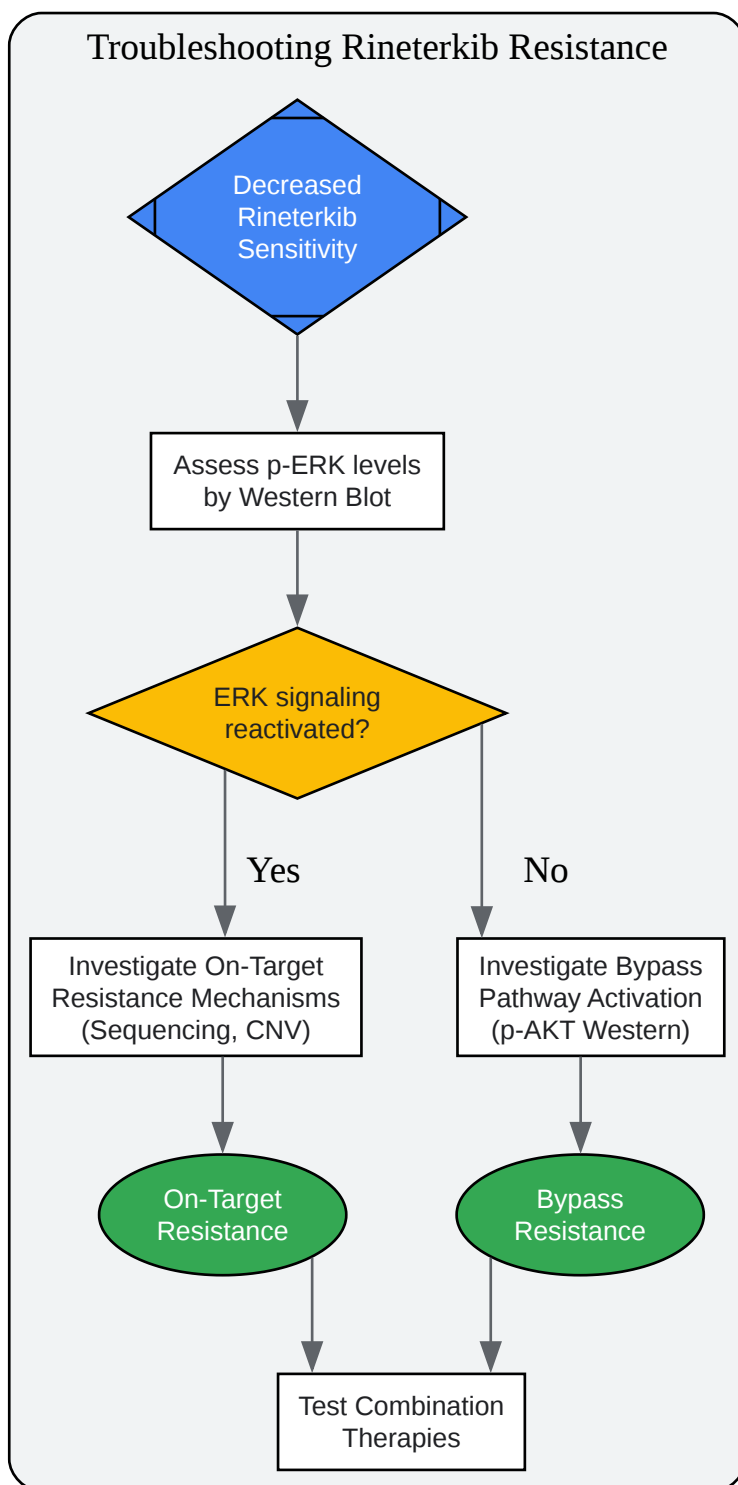 Troubleshooting Rineterkib Resistance
Decreased
Rineterkib
Sensitivity
Assess p-ERK levels
by Western Blot
ERK signaling
reactivated?
Yes
No
Investigate On-Target
Resistance Mechanisms
(Sequencing, CNV)
Investigate Bypass
Pathway Activation
(p-AKT Western)
On-Target
Resistance
Bypass
Resistance
Test Combination
Therapies